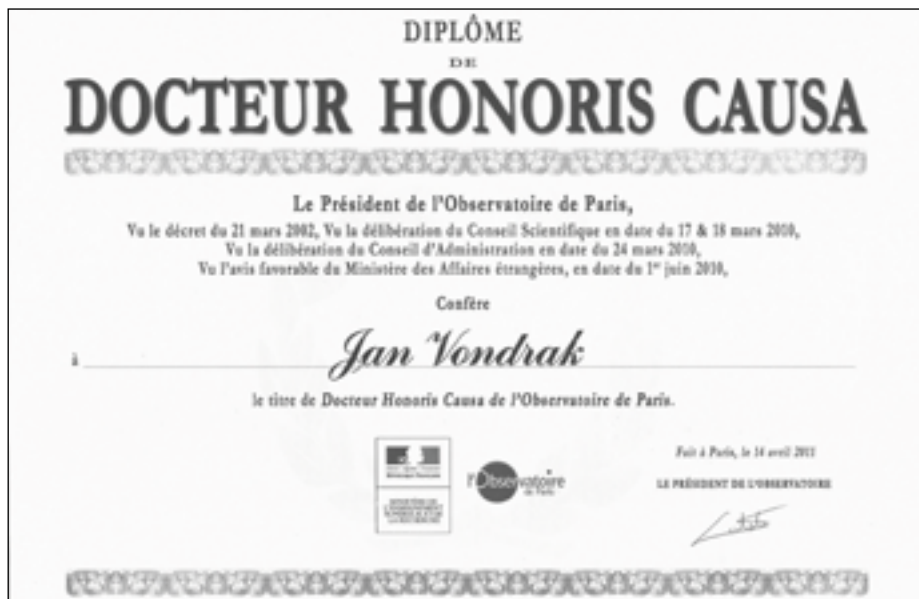 DIPLÔME
DE
DOCTEUR HONORIS CAUSA
Le Président de l'Observatoire de Paris,
Vu le décret du 21 mars 2002, Vu la délibération du Conseil Scientifique en date du 17 & 18 mars 2010,
Vu la délibération du Conseil d'Administration en date du 24 mars 2010,
Vu l'avis favorable du Ministère des Affaires étrangères, en date du 1er juin 2010,
Confère
à Jan Vondrak
le titre de Docteur Honoris Causa de l'Observatoire de Paris.
Fait à Paris, le 14 avril 2011
LE PRÉSIDENT DE L'OBSERVATOIRE
l'Observatoire
de Paris